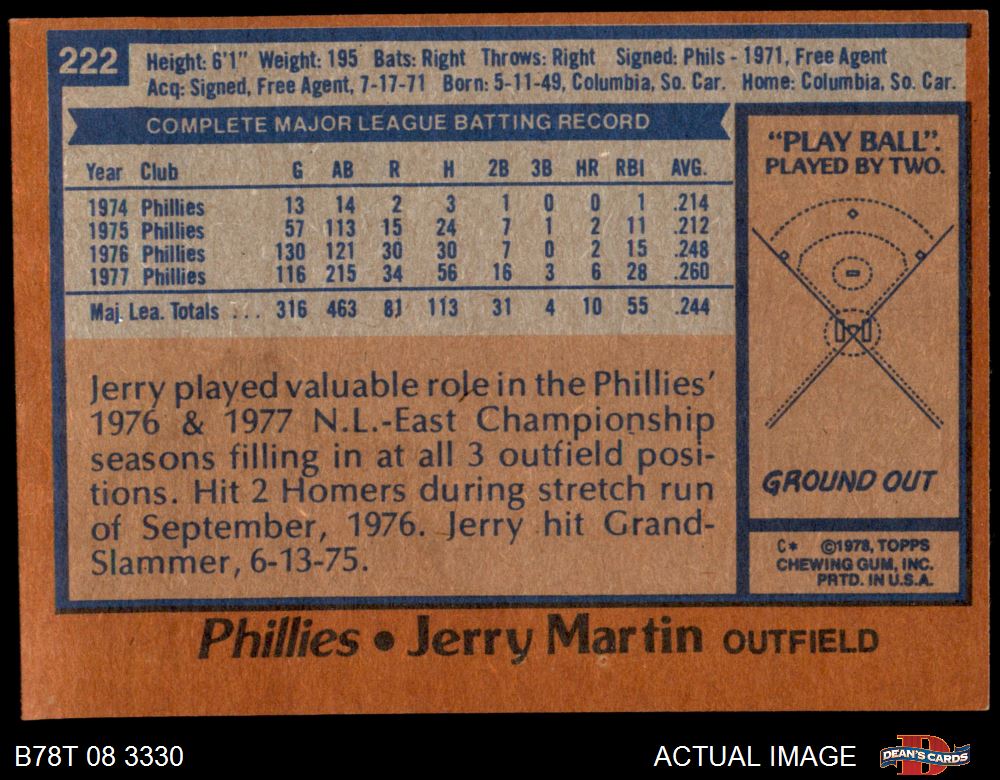 222
Height: 6'1" Weight: 195 Bats: Right Throws: Right Signed: Phils - 1971, Free Agent
Acq: Signed, Free Agent, 7-17-71 Born: 5-11-49, Columbia, So. Car. Home: Columbia, So. Car.
COMPLETE MAJOR LEAGUE BATTING RECORD
Year Club G AB R H 2B 3B HR RBI AVG.
1974 Phillies 13 14 2 3 1 0 0 1 .214
1975 Phillies 57 113 15 24 7 1 2 11 .212
1976 Phillies 130 121 30 30 7 0 2 15 .248
1977 Phillies 116 215 34 56 16 3 6 28 .260
Maj. Lea. Totals ... 316 463 81 113 31 4 10 55 .244
Jerry played valuable role in the Phillies'
1976 & 1977 N.L.-East Championship
seasons filling in at all 3 outfield posi-
tions. Hit 2 Homers during stretch run
of September, 1976. Jerry hit Grand-
Slammer, 6-13-75.
"PLAY BALL".
PLAYED BY TWO.
GROUND OUT
C* ©1978, TOPPS
CHEWING GUM, INC.
PRTD. IN U.S.A.
Phillies • Jerry Martin OUTFIELD
B78T 08 3330
ACTUAL IMAGE
DEAN'S CARDS